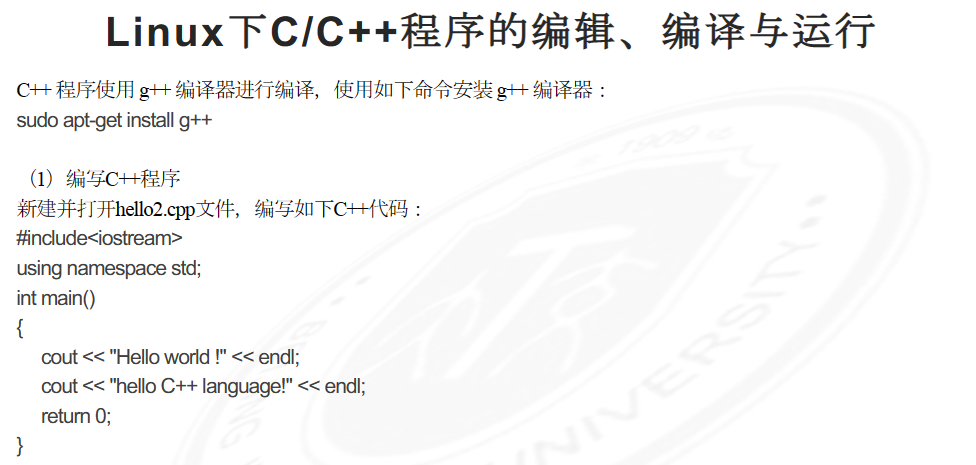 Linux下C/C++程序的编辑、编译与运行
C++ 程序使用 g++ 编译器进行编译，使用如下命令安装 g++ 编译器：
sudo apt-get install g++
（1）编写C++程序
新建并打开hello2.cpp文件，编写如下C++代码：
#include<iostream>
using namespace std;
int main()
{
cout << "Hello world !" << endl;
cout << "hello C++ language!" << endl;
return 0;
}
1909
UNIVERSITY